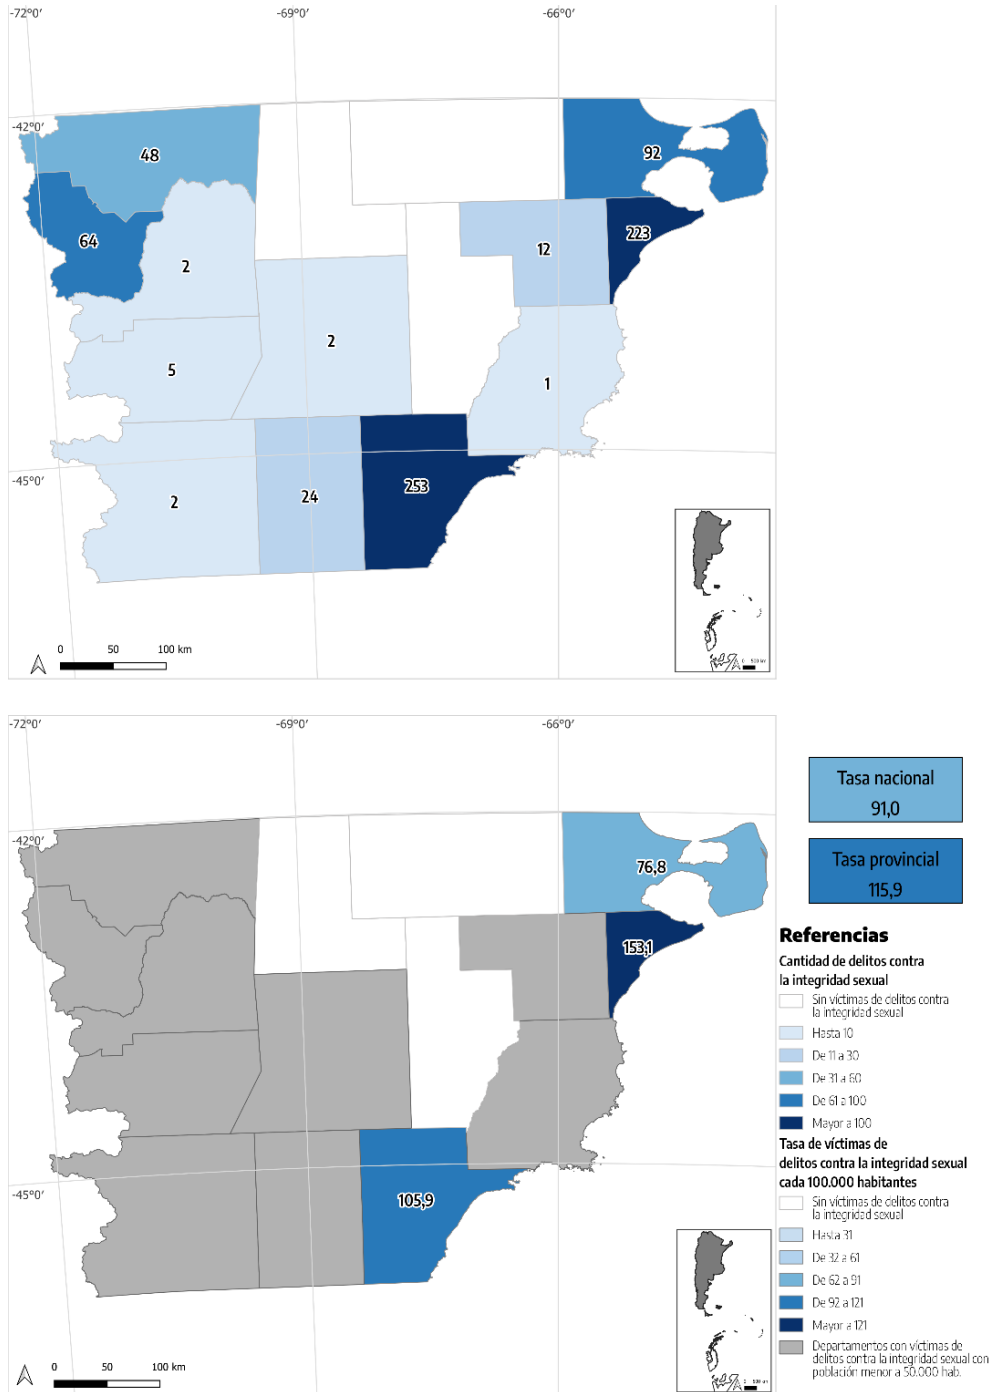 -72°0′
-69°0′
-66°0′
-42°0′
48
92
64
223
12
2
2
5
1
-45°0′
253
24
2
0 50 100 km
0 500 km
-72°0′
-69°0′
-66°0′
Tasa nacional
91,0
-42°0′
Tasa provincial
115,9
76,8
153,1
Referencias
Cantidad de delitos contra
la integridad sexual
Sin víctimas de delitos contra
la integridad sexual
Hasta 10
De 11 a 30
De 31 a 60
De 61 a 100
Mayor a 100
Tasa de víctimas de
delitos contra la integridad sexual
cada 100.000 habitantes
Sin víctimas de delitos contra
la integridad sexual
Hasta 31
De 32 a 61
De 62 a 91
De 92 a 121
Mayor a 121
Departamentos con víctimas de
delitos contra la integridad sexual con
población menor a 50.000 hab.
-45°0′
105,9
0 50 100 km
0 500 km